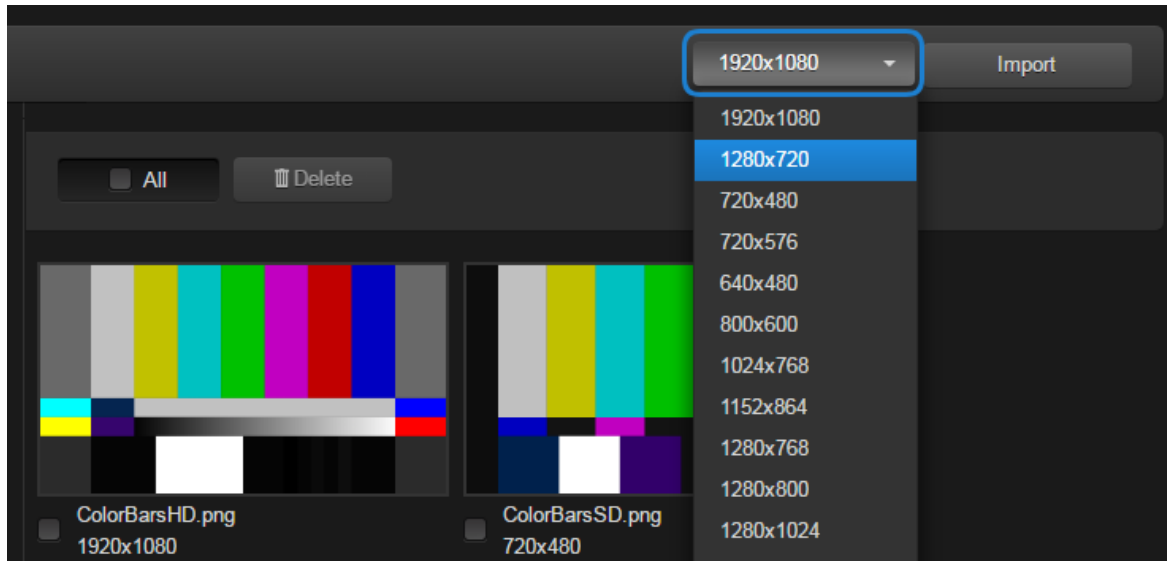 1920x1080
Import
1920x1080
1280x720
720x480
720x576
640x480
800x600
1024x768
1152x864
1280x768
1280x800
1280x1024
All
Delete
ColorBarsHD.png
1920x1080
ColorBarsSD.png
720x480